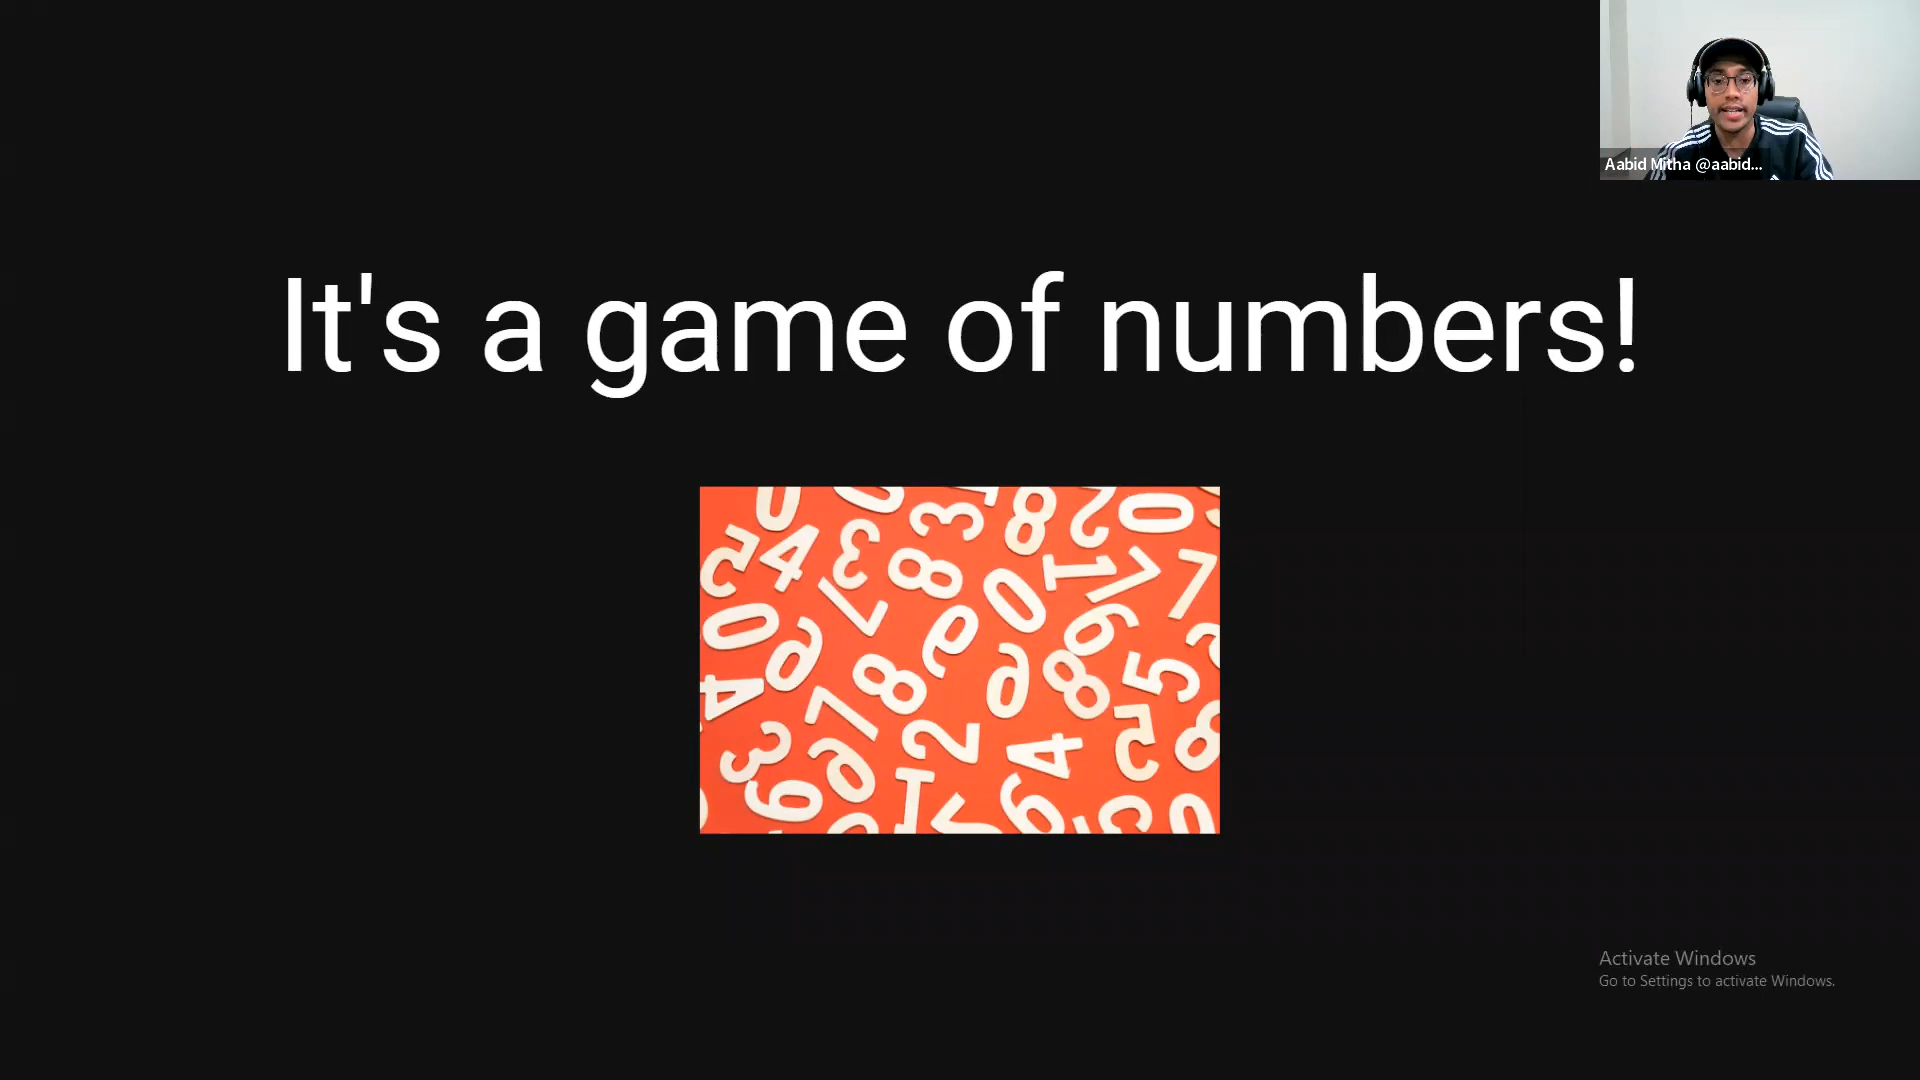 Aabid Mitha @aabid...
It's a game of numbers!
Activate Windows
Go to Settings to activate Windows.